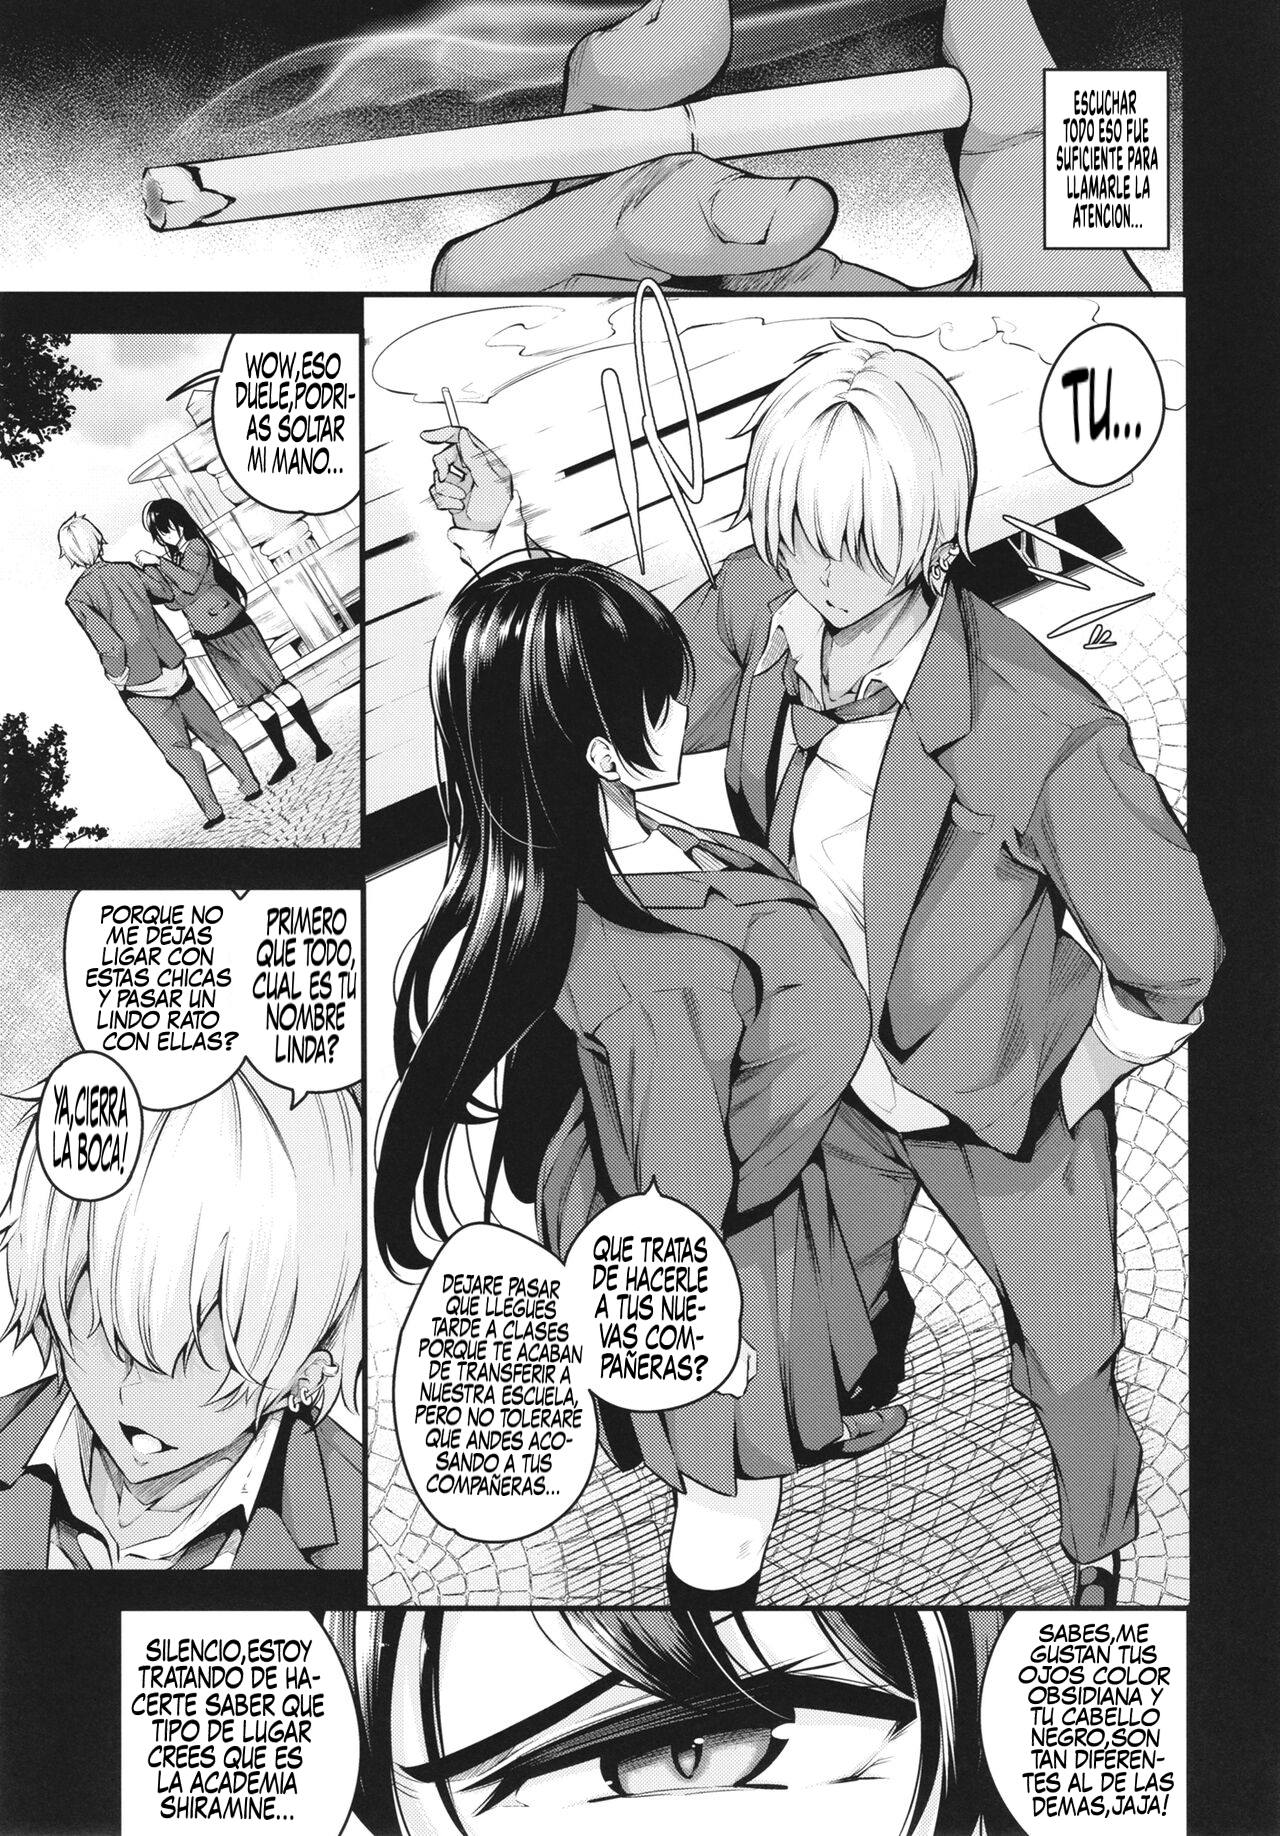 ESCUCHAR
TODO ESO FUE
SUFICIENTE PARA
LLAMARLE LA
ATENCION...
TU...
WOW,ESO
DUELE,PODRI-
AS SOLTAR
MI MANO...
QUE TRATAS
DE HACERLE
A TUS NUE-
VAS COM-
PAÑERAS?
DEJARE PASAR
QUE LLEGUES
TARDE A CLASES
PORQUE TE ACABAN
DE TRANSFERIR A
NUESTRA ESCUELA,
PERO NO TOLERARE
QUE ANDES ACO-
SANDO A TUS
COMPAÑERAS...
PRIMERO
QUE TODO,
CUAL ES TU
NOMBRE
LINDA?
PORQUE NO
ME DEJAS
LIGAR CON
ESTAS CHICAS
Y PASAR UN
LINDO RATO
CON ELLAS?
YA,CIERRA
LA BOCA!
SABES,ME
GUSTAN TUS
OJOS COLOR
OBSIDIANA Y
TU CABELLO
NEGRO,SON
TAN DIFEREN-
TES AL DE LAS
DEMAS,JAJA!
SILENCIO,ESTOY
TRATANDO DE HA-
CERTE SABER QUE
TIPO DE LUGAR
CREES QUE ES
LA ACADEMIA
SHIRAMINE...